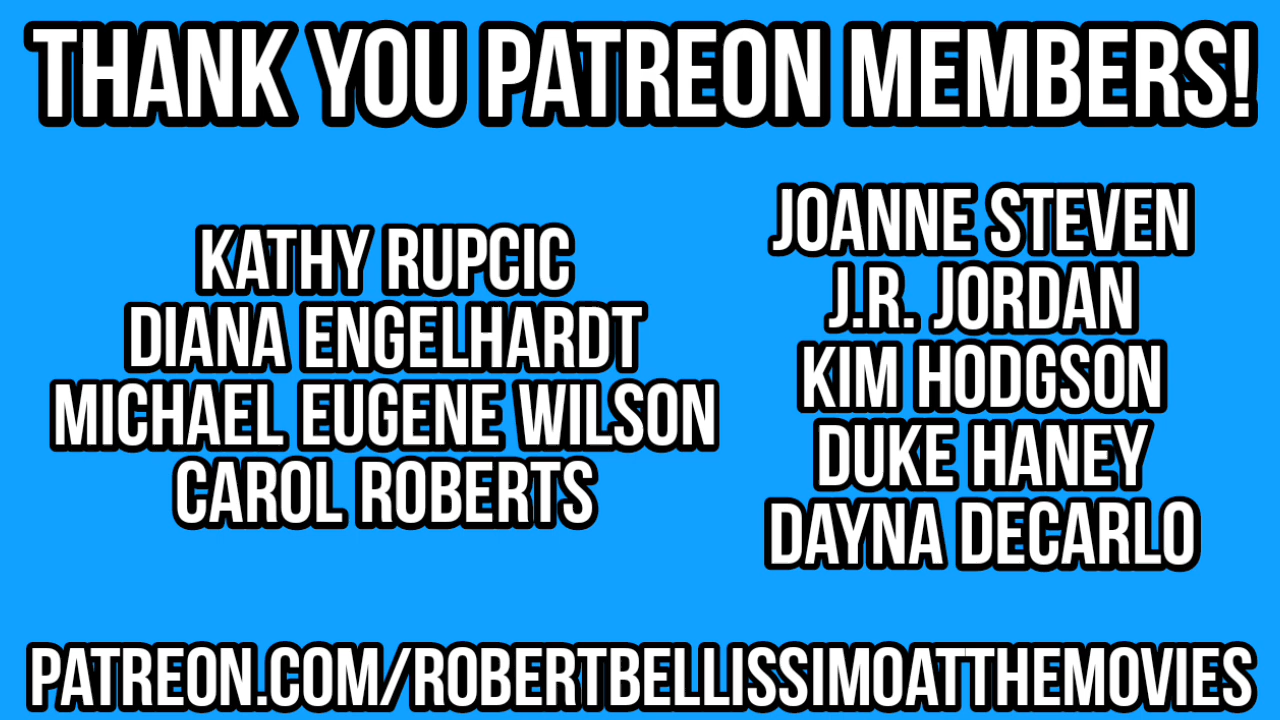 THANK YOU PATREON MEMBERS!
KATHY RUPCIC
DIANA ENGELHARDT
MICHAEL EUGENE WILSON
CAROL ROBERTS
JOANNE STEVEN
J.R. JORDAN
KIM HODGSON
DUKE HANEY
DAYNA DECARLO
PATREON.COM/ROBERTBELLISSIMOATTHEMOVIES